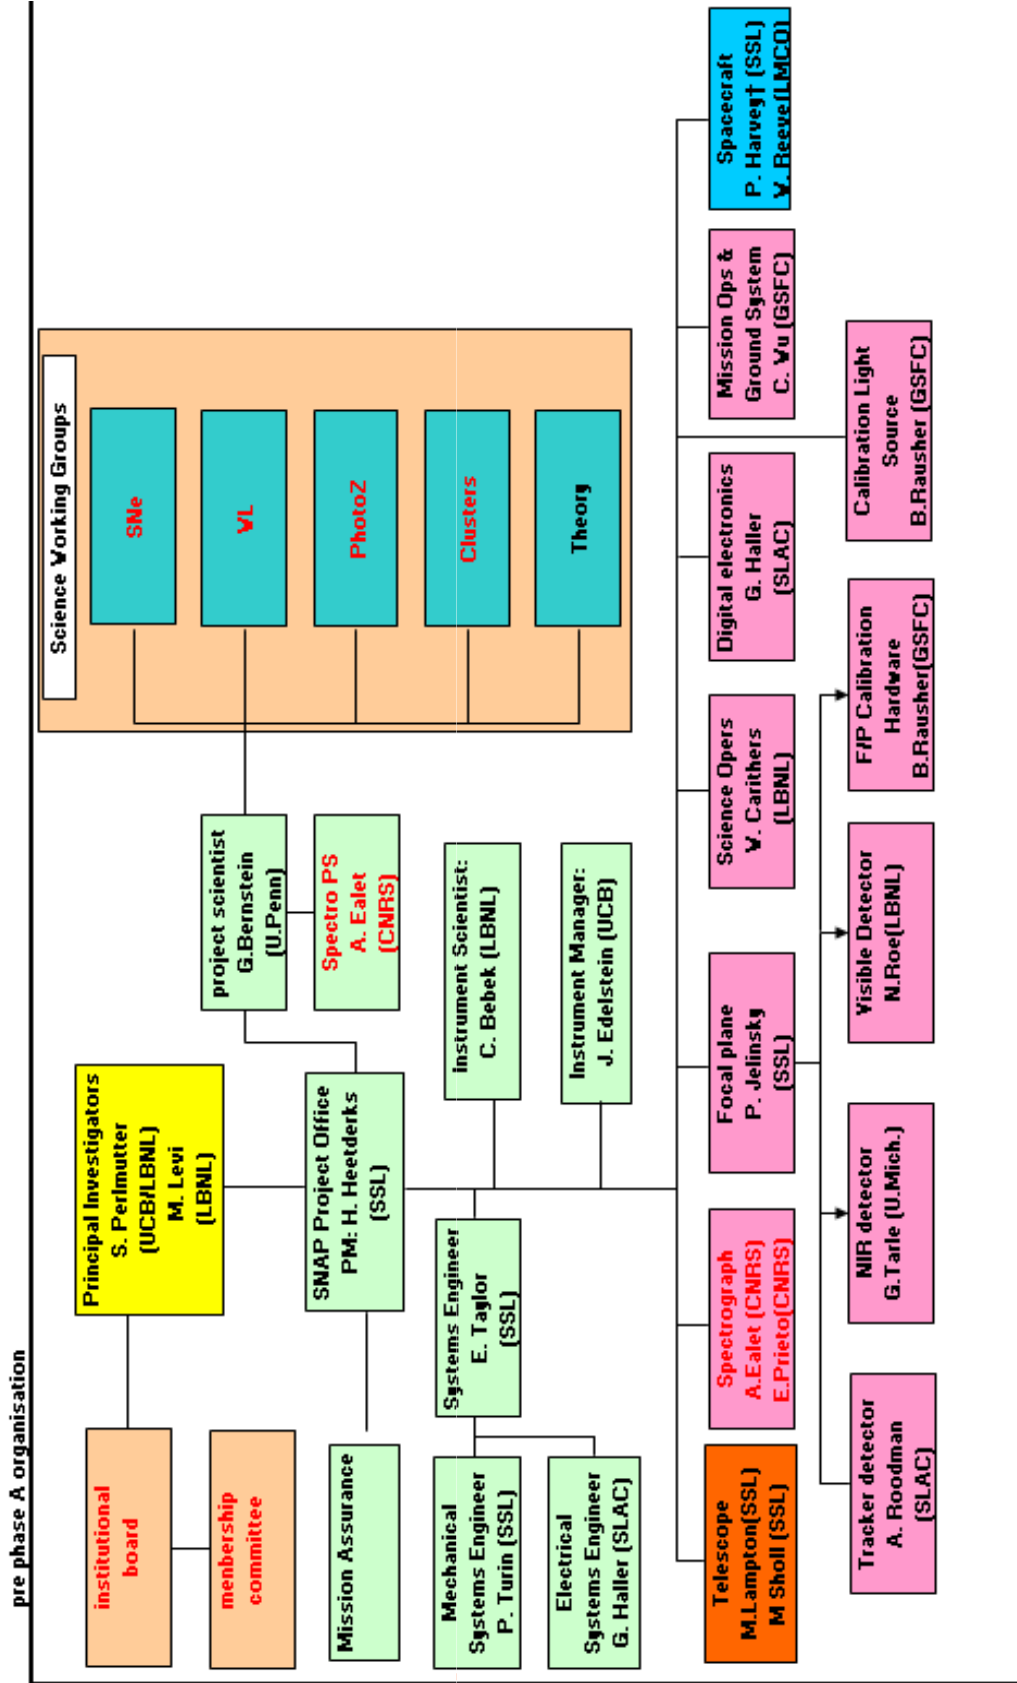 pre phase A organisation
institutional
board
menbership
committee
Principal Investigators
S. Perlmutter
(UCB/LBNL)
M. Levi
(LBNL)
Science Working Groups
SNe
WL
PhotoZ
Clusters
Theory
project scientist
G.Bernstein
(U.Penn)
Spectro PS
A. Ealet
(CNRS)
SNAP Project Office
PM: H. Heetderks
(SSL)
Mission Assurance
Systems Engineer
E. Taylor
(SSL)
instrument Scientist:
C. Bebek (LBNL)
Instrument Manager:
J. Edelstein (UCB)
Mechanical
Systems Engineer
P. Turin (SSL)
Electrical
Systems Engineer
G. Haller (SLAC)
Telescope
M.Lampton(SSL)
M Sholl (SSL)
Spectrograph
A.Ealet (CNRS)
E.Prieto(CNRS)
Focal plane
P. Jelinsky
(SSL)
Science Opers
W. Carithers
(LBNL)
Digital electronics
G. Haller
(SLAC)
Mission Ops &
Ground System
C. Wu (GSFC)
Spacecraft
P. Harvey† (SSL)
W. Reeve(LMCO)
Tracker detector
A. Roodman
(SLAC)
NIR detector
G.Tarle (U.Mich.)
Visible Detector
N.Roe(LBNL)
F/P Calibration
Hardware
B.Rausher(GSFC)
Calibration Light
Source
B.Rausher (GSFC)